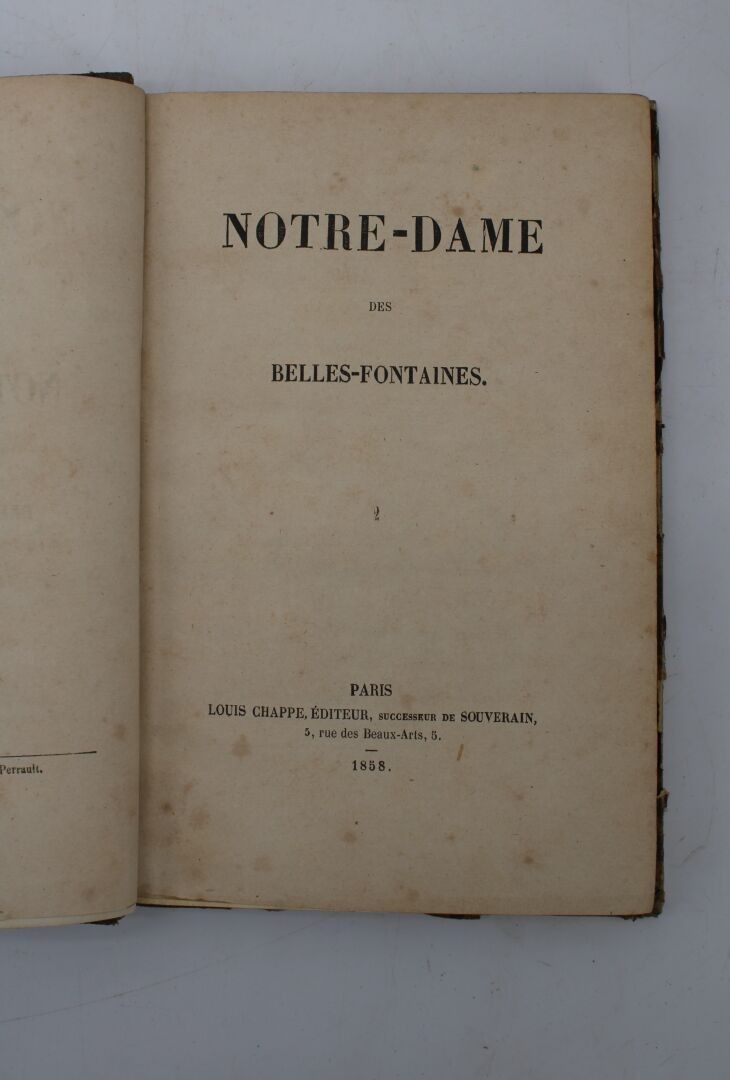 Perrault.
NOTRE-DAME
DES
BELLES-FONTAINES.
2
PARIS
LOUIS CHAPPE, ÉDITEUR, SUCCESSEUR DE SOUVERAIN,
5, rue des Beaux-Arts, 5.
1858.